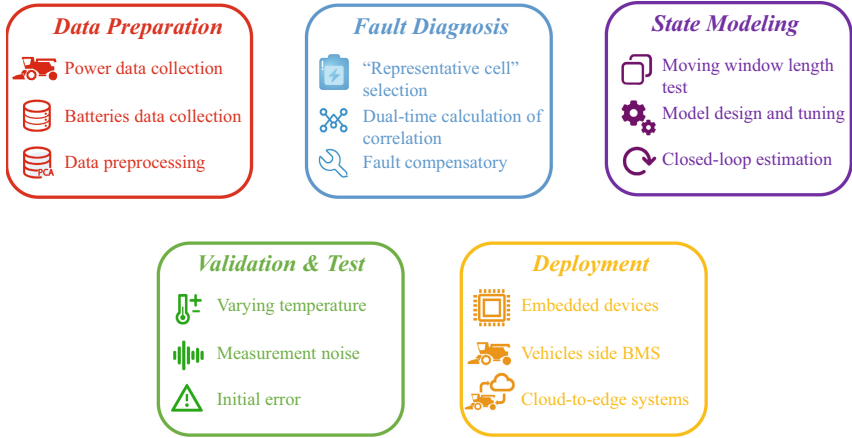 Data Preparation
Power data collection
Batteries data collection
PCA
Data preprocessing
Fault Diagnosis
“Representative cell”
selection
Dual-time calculation of
correlation
Fault compensatory
State Modeling
Moving window length
test
Model design and tuning
Closed-loop estimation
Validation & Test
Varying temperature
Measurement noise
Initial error
Deployment
Embedded devices
Vehicles side BMS
Cloud-to-edge systems